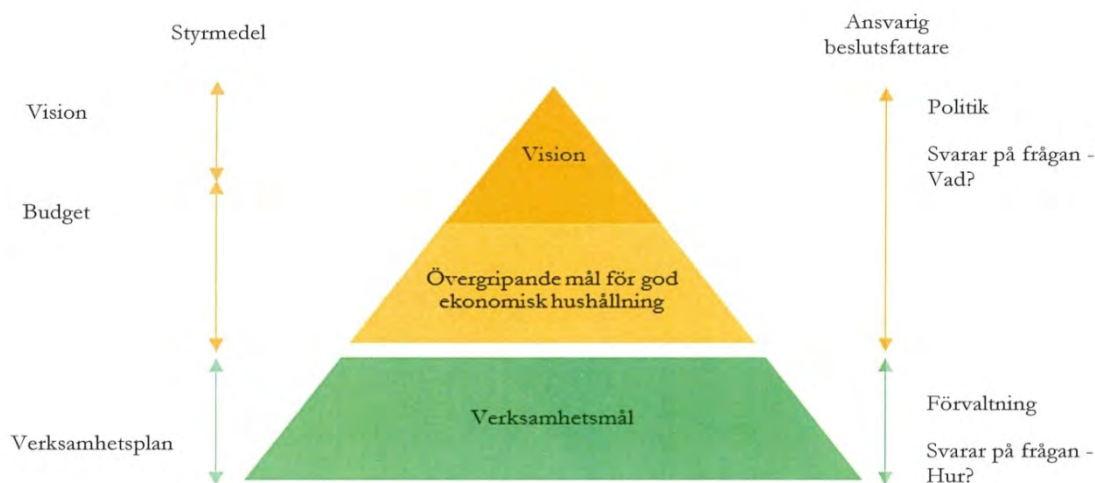 Styrmedel
Vision
Budget
Verksamhetsplan
Vision
Övergripande mål för god
ekonomisk hushållning
Verksamhetsmål
Ansvarig
beslutsfattare
Politik
Svarar på frågan -
Vad?
Förvaltning
Svarar på frågan -
Hur?